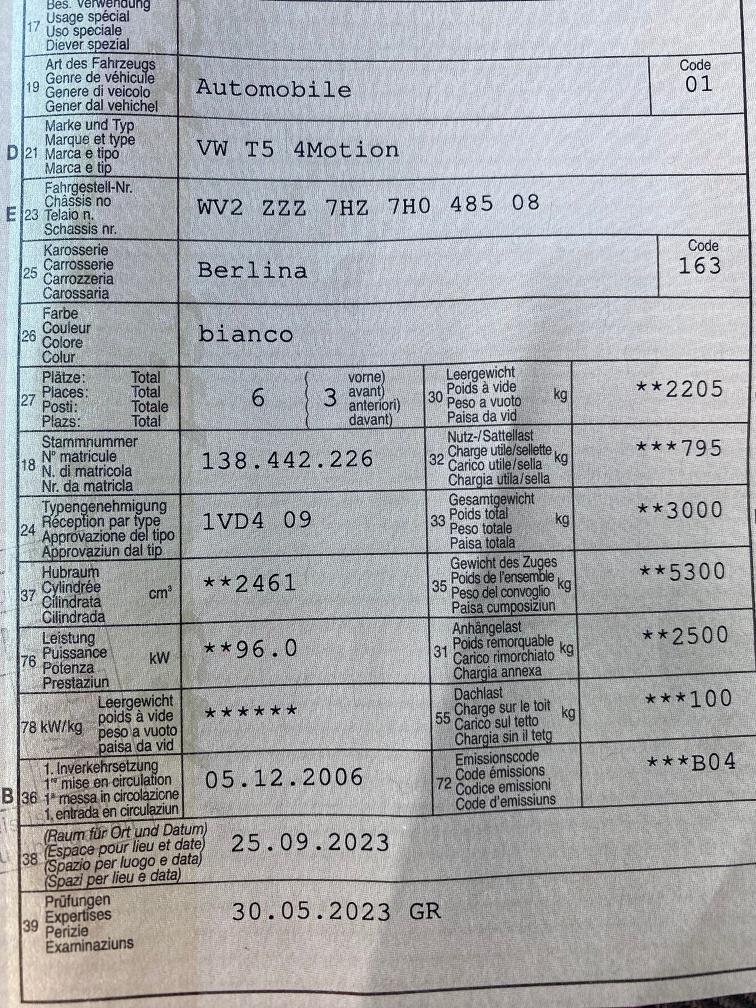 Bes. Verwendung
17 Usage spécial
Uso speciale
Diever spezial
Art des Fahrzeugs
19 Genre de véhicule
Genere di veicolo
Gener dal vehichel
Automobile
Code
01
Marke und Typ
D 21 Marque et type
Marca e tipo
Marca e tip
VW T5 4Motion
Fahrgestell-Nr.
Châssis no
E 23 Telaio n.
Schassis nr.
WV2 ZZZ 7HZ 7H0 485 08
Karosserie
25 Carrosserie
Carrozzeria
Carossaria
Berlina
Code
163
Farbe
26 Couleur
Colore
Colur
bianco
Plätze: Total
27 Places: Total
Posti: Totale
Plazs: Total
6 ( 3 vorne)
avant)
anteriori)
davant)
Leergewicht
30 Poids à vide kg
Peso a vuoto
Paisa da vid
**2205
Stammnummer
18 N° matricule
N. di matricola
Nr. da matricla
138.442.226
Nutz-/Sattellast
32 Charge utile/sellette kg
Carico utile/sella
Chargia utila/sella
***795
Typengenehmigung
24 Réception par type
Approvazione del tipo
Approvaziun dal tip
1VD4 09
Gesamtgewicht
33 Poids total kg
Peso totale
Paisa totala
**3000
Hubraum
37 Cylindrée cm³
Cilindrata
Cilindrada
**2461
Gewicht des Zuges
35 Poids de l'ensemble kg
Peso del convoglio
Paisa cumposiziun
**5300
Leistung
76 Puissance kW
Potenza
Prestaziun
**96.0
Anhängelast
31 Poids remorquable kg
Carico rimorchiato
Chargia annexa
**2500
Leergewicht
78 kW/kg poids à vide
peso a vuoto
paisa da vid
******
Dachlast
55 Charge sur le toit kg
Carico sul tetto
Chargia sin il tetg
***100
1. Inverkehrsetzung
B 36 1re mise en circulation
1a messa in circolazione
1. entrada en circulaziun
05.12.2006
Emissionscode
72 Code émissions
Codice emissioni
Code d'emissiuns
***B04
(Raum für Ort und Datum)
38 (Espace pour lieu et date)
(Spazio per luogo e data)
(Spazi per lieu e data)
25.09.2023
Prüfungen
39 Expertises
Perizie
Examinaziuns
30.05.2023 GR